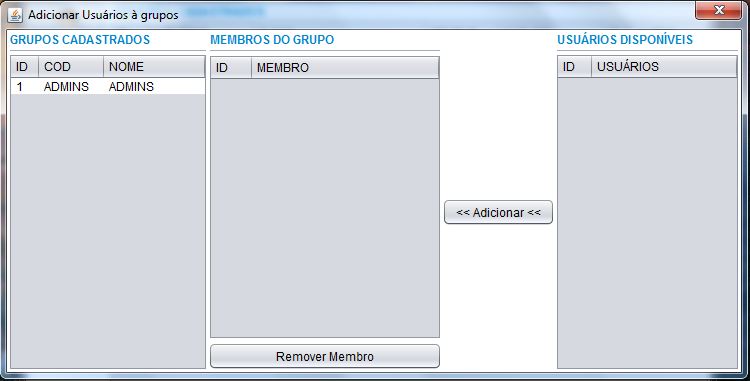 Adicionar Usuários à grupos
GRUPOS CADASTRADOS
ID COD NOME
1 ADMINS ADMINS
MEMBROS DO GRUPO
ID MEMBRO
Remover Membro
<< Adicionar <<
USUÁRIOS DISPONÍVEIS
ID USUÁRIOS